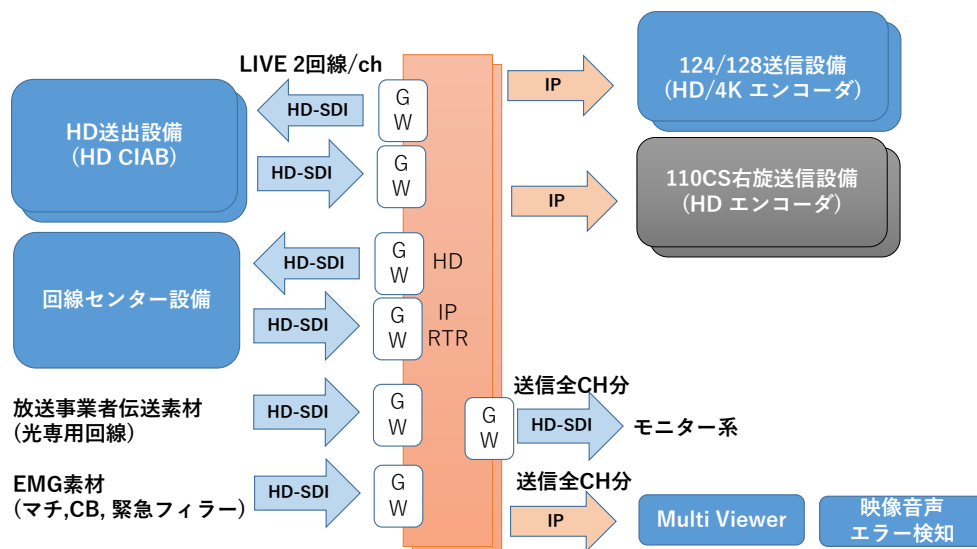 LIVE 2回線/ch
HD-SDI
G
W
HD送出設備
(HD CIAB)
HD-SDI
G
W
IP
124/128送信設備
(HD/4K エンコーダ)
IP
110CS右旋送信設備
(HD エンコーダ)
HD-SDI
G
W
HD
回線センター設備
HD-SDI
G
W
IP
RTR
放送事業者伝送素材
(光専用回線)
HD-SDI
G
W
送信全CH分
G
W
HD-SDI
モニター系
EMG素材
(マチ,CB, 緊急フィラー)
HD-SDI
G
W
送信全CH分
IP
Multi Viewer
映像音声
エラー検知